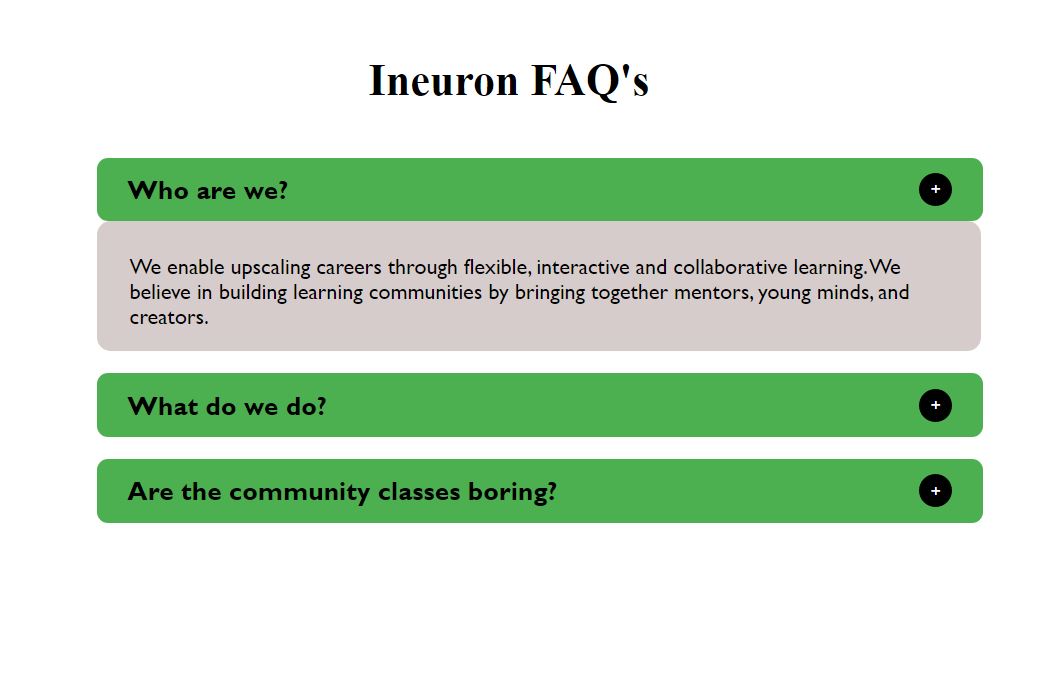 Ineuron FAQ's
Who are we?
+
We enable upscaling careers through flexible, interactive and collaborative learning. We
believe in building learning communities by bringing together mentors, young minds, and
creators.
What do we do?
+
Are the community classes boring?
+